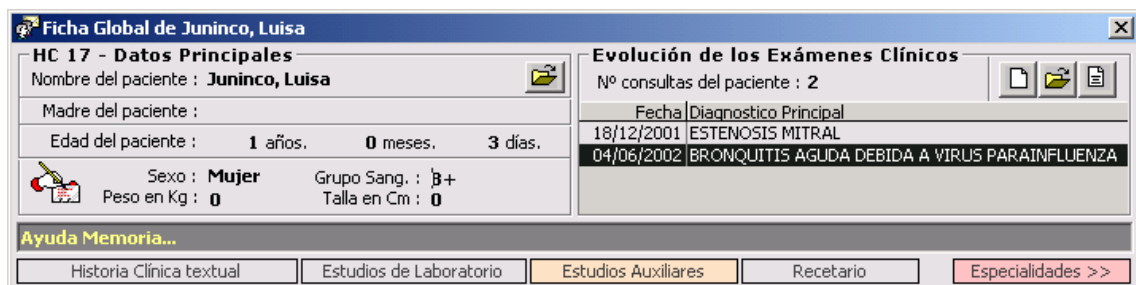 Ficha Global de Juninco, Luisa
HC 17 - Datos Principales
Nombre del paciente : Juninco, Luisa
Madre del paciente :
Edad del paciente : 1 años. 0 meses. 3 días.
Sexo : Mujer Grupo Sang. : B+
Peso en Kg : 0 Talla en Cm : 0
Evolución de los Exámenes Clínicos
Nº consultas del paciente : 2
Fecha Diagnostico Principal
18/12/2001 ESTENOSIS MITRAL
04/06/2002 BRONQUITIS AGUDA DEBIDA A VIRUS PARAINFLUENZA
Ayuda Memoria...
Historia Clínica textual Estudios de Laboratorio Estudios Auxiliares Recetario Especialidades >>